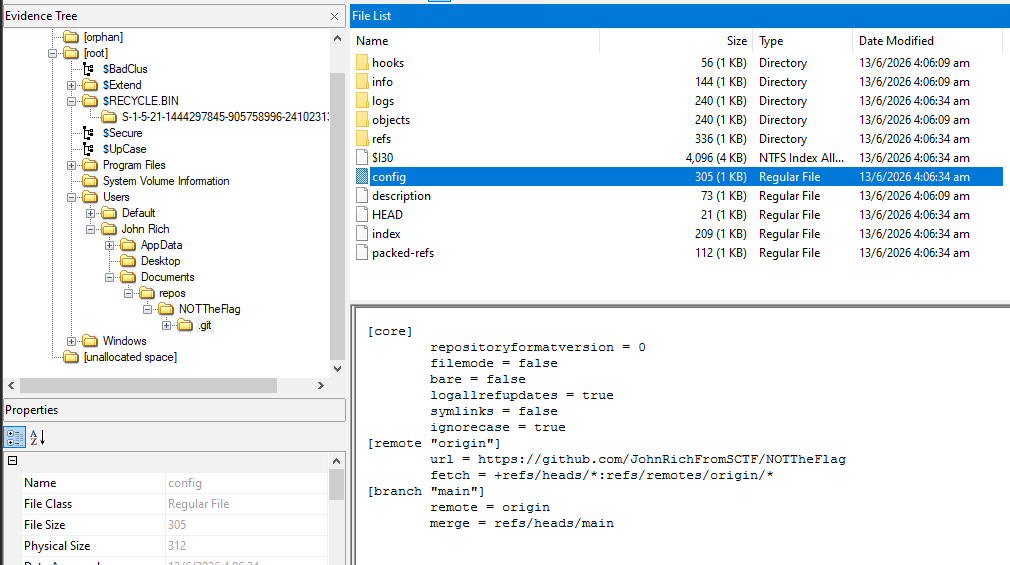 Evidence Tree
[orphan]
[root]
$BadClus
$Extend
$RECYCLE.BIN
S-1-5-21-1444297845-905758996-24102313
$Secure
$UpCase
Program Files
System Volume Information
Users
Default
John Rich
AppData
Desktop
Documents
repos
NOTTheFlag
.git
Windows
[unallocated space]
Properties
Name config
File Class Regular File
File Size 305
Physical Size 312
File List
Name Size Type Date Modified
hooks 56 (1 KB) Directory 13/6/2026 4:06:09 am
info 144 (1 KB) Directory 13/6/2026 4:06:09 am
logs 240 (1 KB) Directory 13/6/2026 4:06:34 am
objects 240 (1 KB) Directory 13/6/2026 4:06:09 am
refs 336 (1 KB) Directory 13/6/2026 4:06:34 am
$I30 4,096 (4 KB) NTFS Index All... 13/6/2026 4:06:34 am
config 305 (1 KB) Regular File 13/6/2026 4:06:34 am
description 73 (1 KB) Regular File 13/6/2026 4:06:09 am
HEAD 21 (1 KB) Regular File 13/6/2026 4:06:34 am
index 209 (1 KB) Regular File 13/6/2026 4:06:34 am
packed-refs 112 (1 KB) Regular File 13/6/2026 4:06:34 am
[core]
repositoryformatversion = 0
filemode = false
bare = false
logallrefupdates = true
symlinks = false
ignorecase = true
[remote "origin"]
url = https://github.com/JohnRichFromSCTF/NOTTheFlag
fetch = +refs/heads/*:refs/remotes/origin/*
[branch "main"]
remote = origin
merge = refs/heads/main